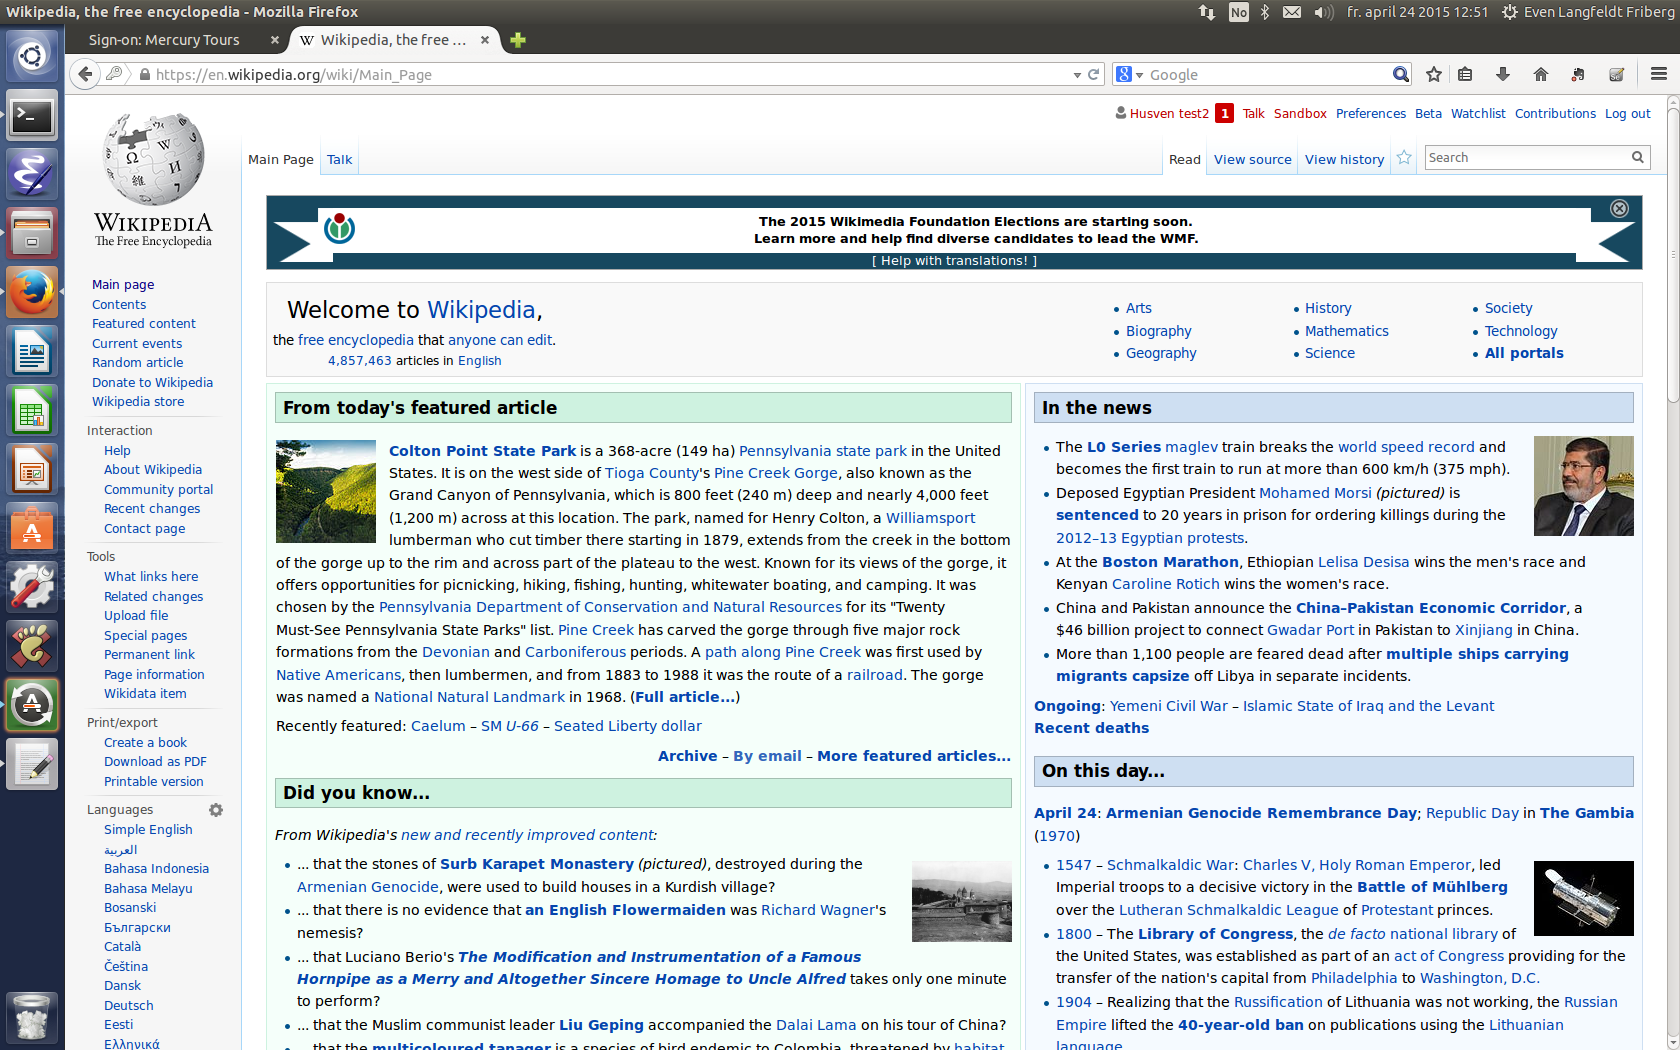 Wikipedia, the free encyclopedia - Mozilla Firefox
No
fr. april 24 2015 12:51
Even Langfeldt Friberg
Sign-on: Mercury Tours
Wikipedia, the free ...
https://en.wikipedia.org/wiki/Main_Page
Google
Husven test2 1 Talk Sandbox Preferences Beta Watchlist Contributions Log out
Main Page Talk
Read View source View history
Search
WIKIPEDIA
The Free Encyclopedia
Main page
Contents
Featured content
Current events
Random article
Donate to Wikipedia
Wikipedia store
Interaction
Help
About Wikipedia
Community portal
Recent changes
Contact page
Tools
What links here
Related changes
Upload file
Special pages
Permanent link
Page information
Wikidata item
Print/export
Create a book
Download as PDF
Printable version
Languages
Simple English
العربية
Bahasa Indonesia
Bahasa Melayu
Bosanski
Български
Català
Čeština
Dansk
Deutsch
Eesti
Ελληνικά
The 2015 Wikimedia Foundation Elections are starting soon.
Learn more and help find diverse candidates to lead the WMF.
[ Help with translations! ]
Welcome to Wikipedia,
the free encyclopedia that anyone can edit.
4,857,463 articles in English
Arts
Biography
Geography
History
Mathematics
Science
Society
Technology
All portals
From today's featured article
Colton Point State Park is a 368-acre (149 ha) Pennsylvania state park in the United
States. It is on the west side of Tioga County's Pine Creek Gorge, also known as the
Grand Canyon of Pennsylvania, which is 800 feet (240 m) deep and nearly 4,000 feet
(1,200 m) across at this location. The park, named for Henry Colton, a Williamsport
lumberman who cut timber there starting in 1879, extends from the creek in the bottom
of the gorge up to the rim and across part of the plateau to the west. Known for its views of the gorge, it
offers opportunities for picnicking, hiking, fishing, hunting, whitewater boating, and camping. It was
chosen by the Pennsylvania Department of Conservation and Natural Resources for its "Twenty
Must-See Pennsylvania State Parks" list. Pine Creek has carved the gorge through five major rock
formations from the Devonian and Carboniferous periods. A path along Pine Creek was first used by
Native Americans, then lumbermen, and from 1883 to 1988 it was the route of a railroad. The gorge
was named a National Natural Landmark in 1968. (Full article...)
Recently featured: Caelum – SM U-66 – Seated Liberty dollar
Archive – By email – More featured articles...
Did you know...
From Wikipedia's new and recently improved content:
... that the stones of Surb Karapet Monastery (pictured), destroyed during the
Armenian Genocide, were used to build houses in a Kurdish village?
... that there is no evidence that an English Flowermaiden was Richard Wagner's
nemesis?
... that Luciano Berio's The Modification and Instrumentation of a Famous
Hornpipe as a Merry and Altogether Sincere Homage to Uncle Alfred takes only one minute
to perform?
... that the Muslim communist leader Liu Geping accompanied the Dalai Lama on his tour of China?
... that the multicoloured tanager is a species of bird endemic to Colombia, threatened by habitat
In the news
The L0 Series maglev train breaks the world speed record and
becomes the first train to run at more than 600 km/h (375 mph).
Deposed Egyptian President Mohamed Morsi (pictured) is
sentenced to 20 years in prison for ordering killings during the
2012–13 Egyptian protests.
At the Boston Marathon, Ethiopian Lelisa Desisa wins the men's race and
Kenyan Caroline Rotich wins the women's race.
China and Pakistan announce the China–Pakistan Economic Corridor, a
$46 billion project to connect Gwadar Port in Pakistan to Xinjiang in China.
More than 1,100 people are feared dead after multiple ships carrying
migrants capsize off Libya in separate incidents.
Ongoing: Yemeni Civil War – Islamic State of Iraq and the Levant
Recent deaths
On this day...
April 24: Armenian Genocide Remembrance Day; Republic Day in The Gambia
(1970)
1547 – Schmalkaldic War: Charles V, Holy Roman Emperor, led
Imperial troops to a decisive victory in the Battle of Mühlberg
over the Lutheran Schmalkaldic League of Protestant princes.
1800 – The Library of Congress, the de facto national library of
the United States, was established as part of an act of Congress providing for the
transfer of the nation's capital from Philadelphia to Washington, D.C.
1904 – Realizing that the Russification of Lithuania was not working, the Russian
Empire lifted the 40-year-old ban on publications using the Lithuanian
language